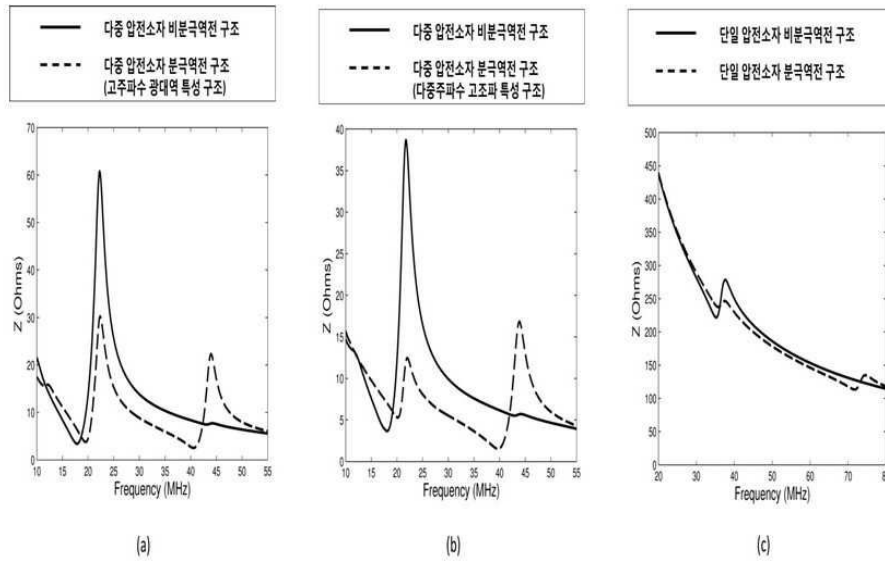 다중 압전소자 비분극역전 구조
다중 압전소자 분극역전 구조
(고주파수 광대역 특성 구조)
70
60
50
40
30
20
10
0
Z (Ohms)
10 15 20 25 30 35 40 45 50 55
Frequency (MHz)
(a)
다중 압전소자 비분극역전 구조
다중 압전소자 분극역전 구조
(다중주파수 고조파 특성 구조)
40
35
30
25
20
15
10
5
0
Z (Ohms)
10 15 20 25 30 35 40 45 50 55
Frequency (MHz)
(b)
단일 압전소자 비분극역전 구조
단일 압전소자 분극역전 구조
500
450
400
350
300
250
200
150
100
50
0
Z (Ohms)
20 30 40 50 60 70
Frequency (MHz)
(c)